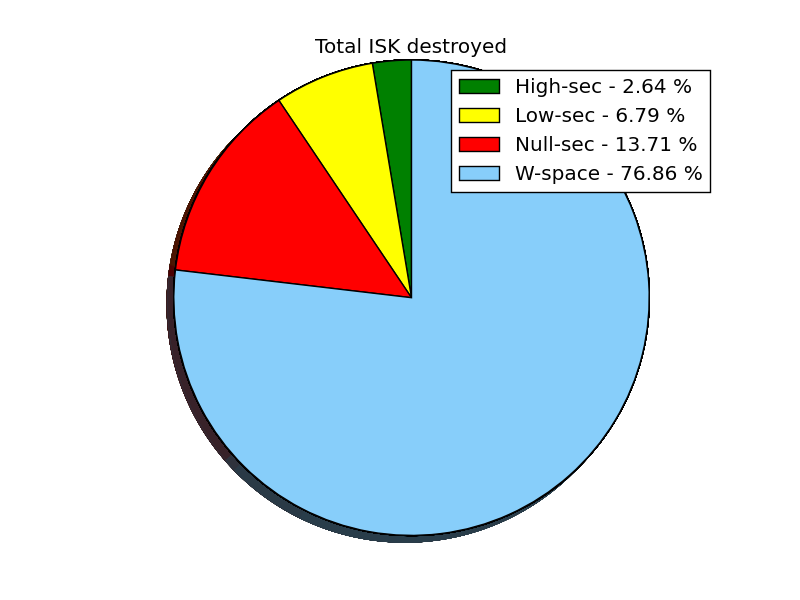 Total ISK destroyed
High-sec - 2.64 %
Low-sec - 6.79 %
Null-sec - 13.71 %
W-space - 76.86 %